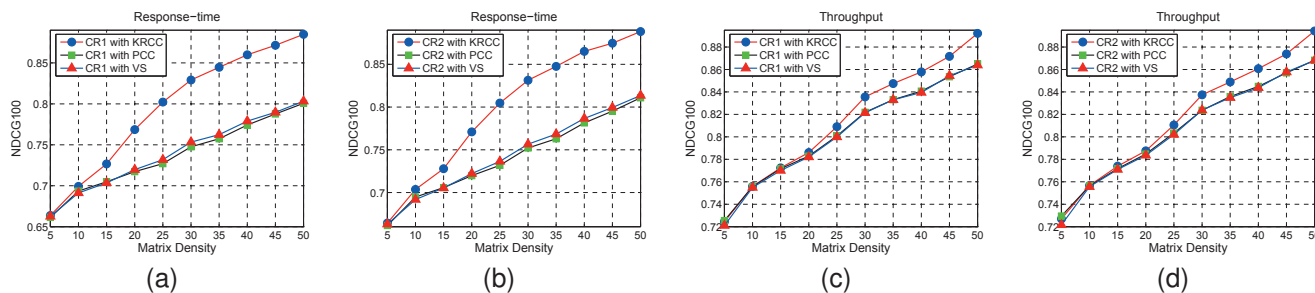 Response−time
NDCG100
0.85
0.8
0.75
0.7
0.65
CR1 with KRCC
CR1 with PCC
CR1 with VS
5 10 15 20 25 30 35 40 45 50
Matrix Density
(a)
Response−time
NDCG100
0.85
0.8
0.75
0.7
CR2 with KRCC
CR2 with PCC
CR2 with VS
5 10 15 20 25 30 35 40 45 50
Matrix Density
(b)
Throughput
NDCG100
0.88
0.86
0.84
0.82
0.8
0.78
0.76
0.74
0.72
CR1 with KRCC
CR1 with PCC
CR1 with VS
5 10 15 20 25 30 35 40 45 50
Matrix Density
(c)
Throughput
NDCG100
0.88
0.86
0.84
0.82
0.8
0.78
0.76
0.74
0.72
CR2 with KRCC
CR2 with PCC
CR2 with VS
5 10 15 20 25 30 35 40 45
Matrix Density
(d)